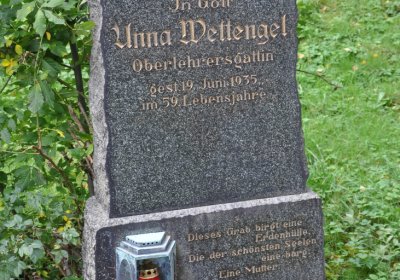 In Gott
Anna Wettengel
Oberlehrersgattin
gest. 19. Juni 1935.
im 59. Lebensjahre.
Dieses Grab birgt eine
Erdenhülle,
Die der schönsten Seelen
eine barg.
Eine Mutter